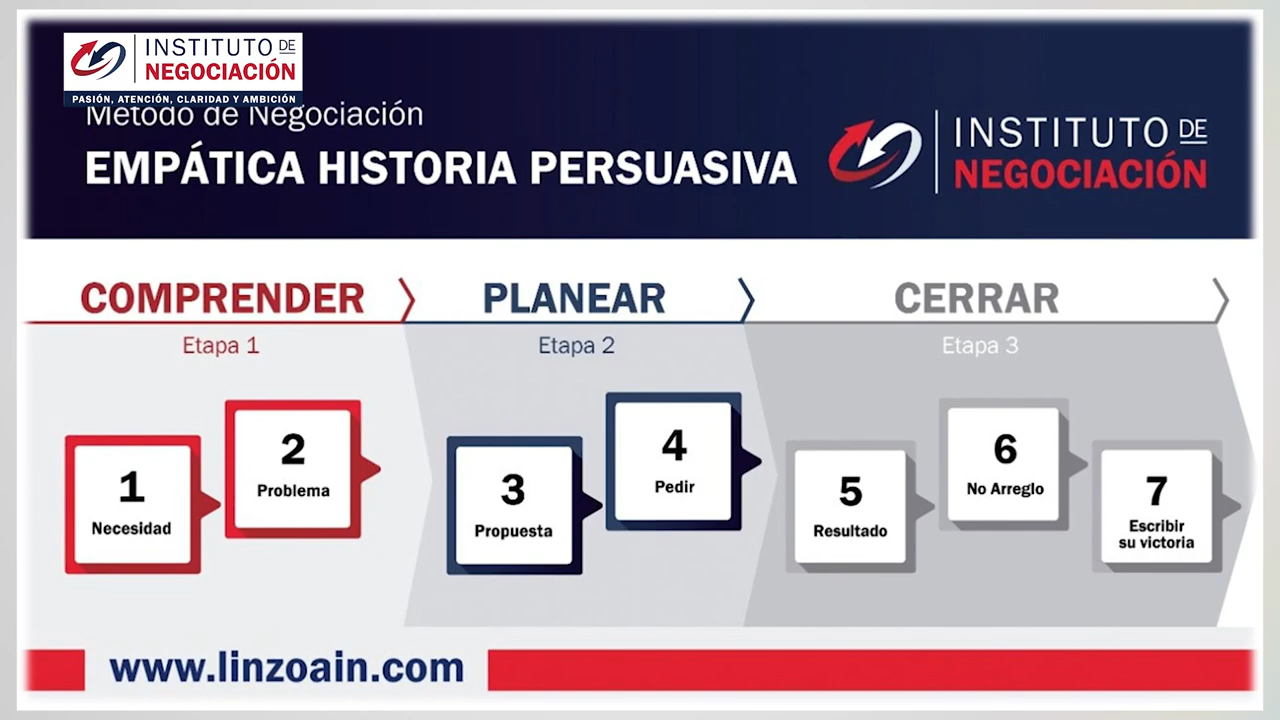 INSTITUTO DE
NEGOCIACIÓN
PASIÓN, ATENCIÓN, CLARIDAD Y AMBICIÓN
Método de Negociación
EMPÁTICA HISTORIA PERSUASIVA
INSTITUTO DE
NEGOCIACIÓN
COMPRENDER
PLANEAR
CERRAR
Etapa 1
Etapa 2
Etapa 3
1
Necesidad
2
Problema
3
Propuesta
4
Pedir
5
Resultado
6
No Arreglo
7
Escribir
su victoria
www.linzoain.com